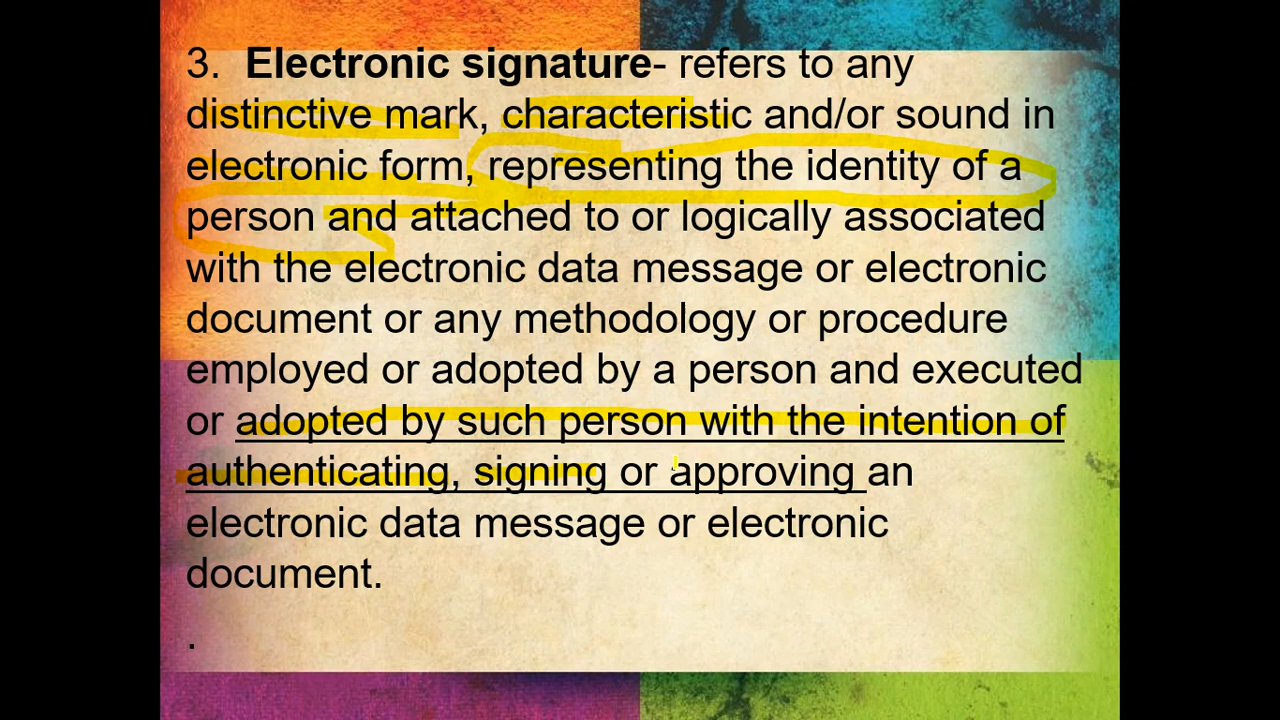 3. Electronic signature- refers to any
distinctive mark, characteristic and/or sound in
electronic form, representing the identity of a
person and attached to or logically associated
with the electronic data message or electronic
document or any methodology or procedure
employed or adopted by a person and executed
or adopted by such person with the intention of
authenticating, signing or approving an
electronic data message or electronic
document.
.